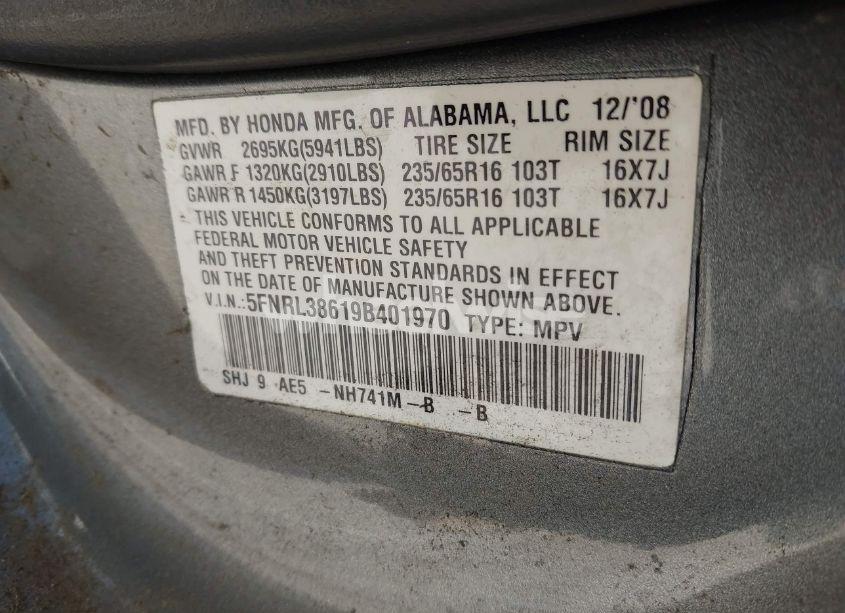 MFD. BY HONDA MFG. OF ALABAMA, LLC 12/'08
GVWR 2695KG(5941LBS) TIRE SIZE RIM SIZE
GAWR F 1320KG(2910LBS) 235/65R16 103T 16X7J
GAWR R 1450KG(3197LBS) 235/65R16 103T 16X7J
THIS VEHICLE CONFORMS TO ALL APPLICABLE
FEDERAL MOTOR VEHICLE SAFETY
AND THEFT PREVENTION STANDARDS IN EFFECT
ON THE DATE OF MANUFACTURE SHOWN ABOVE.
V.I.N.:5FNRL38619B401970 TYPE: MPV
SHJ 9 AE5 -NH741M -B -B